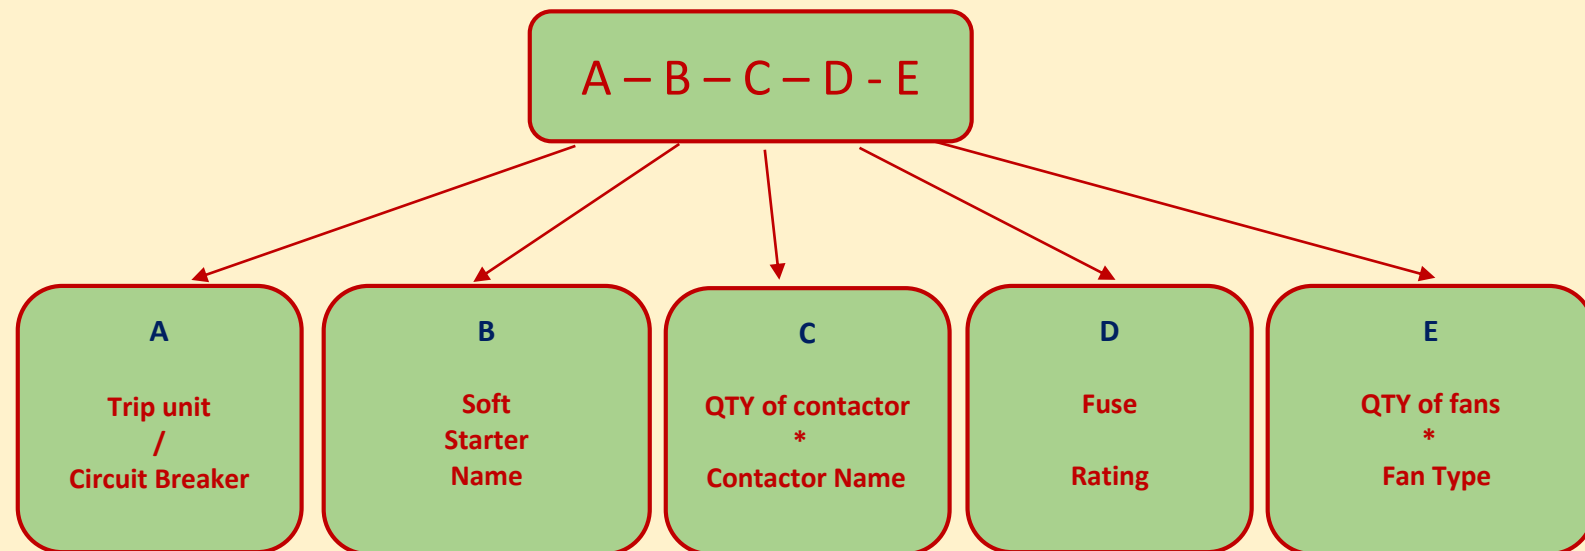 A – B – C – D - E
A
Trip unit
/
Circuit Breaker
B
Soft
Starter
Name
C
QTY of contactor
*
Contactor Name
D
Fuse
Rating
E
QTY of fans
*
Fan Type